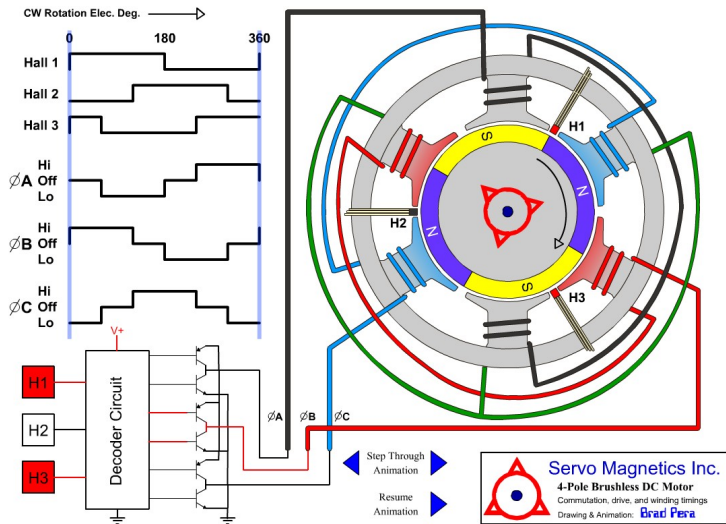 CW Rotation Elec. Deg.
0 180 360
Hall 1
Hall 2
Hall 3
Hi
ØA Off
Lo
Hi
ØB Off
Lo
Hi
ØC Off
Lo
V+
H1
H2
H3
Decoder Circuit
ØA ØB ØC
H1
H2
H3
S
N
N
S
Step Through
Animation
Resume
Animation
Servo Magnetics Inc.
4-Pole Brushless DC Motor
Commutation, drive, and winding timings
Drawing & Animation: Brad Pera